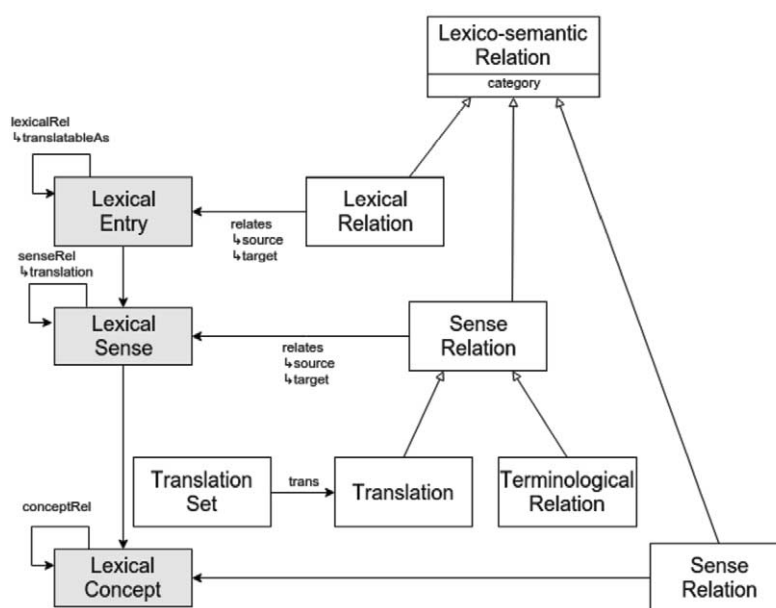 Lexico-semantic
Relation
category
lexicalRel
↳translatableAs
Lexical
Entry
Lexical
Relation
relates
↳source
↳target
senseRel
↳translation
Lexical
Sense
Sense
Relation
relates
↳source
↳target
Translation
Set
trans
Translation
Terminological
Relation
conceptRel
Lexical
Concept
Sense
Relation